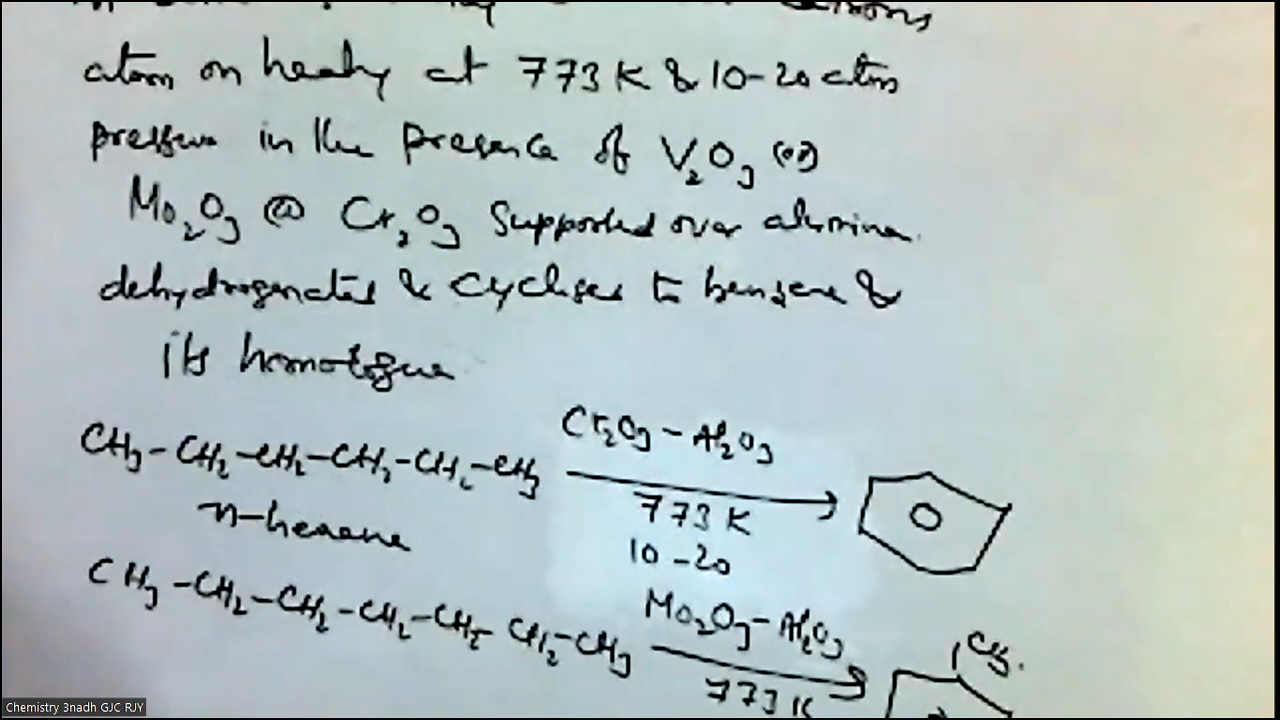 atom on heating at 773 K & 10-20 atm
pressure in the presence of V₂O₃ (or)
Mo₂O₃ @ Cr₂O₃ Supported over alumina.
dehydrogenates & cyclises to benzene &
its homologue
CH₃-CH₂-CH₂-CH₂-CH₂-CH₃
Cr₂O₃-Al₂O₃
773 K
10-20
n-hexane
CH₃-CH₂-CH₂-CH₂-CH₂ CH₂-CH₃
Mo₂O₃-Al₂O₃
773 K
CH₃.
Chemistry 3nadh GJC RJY